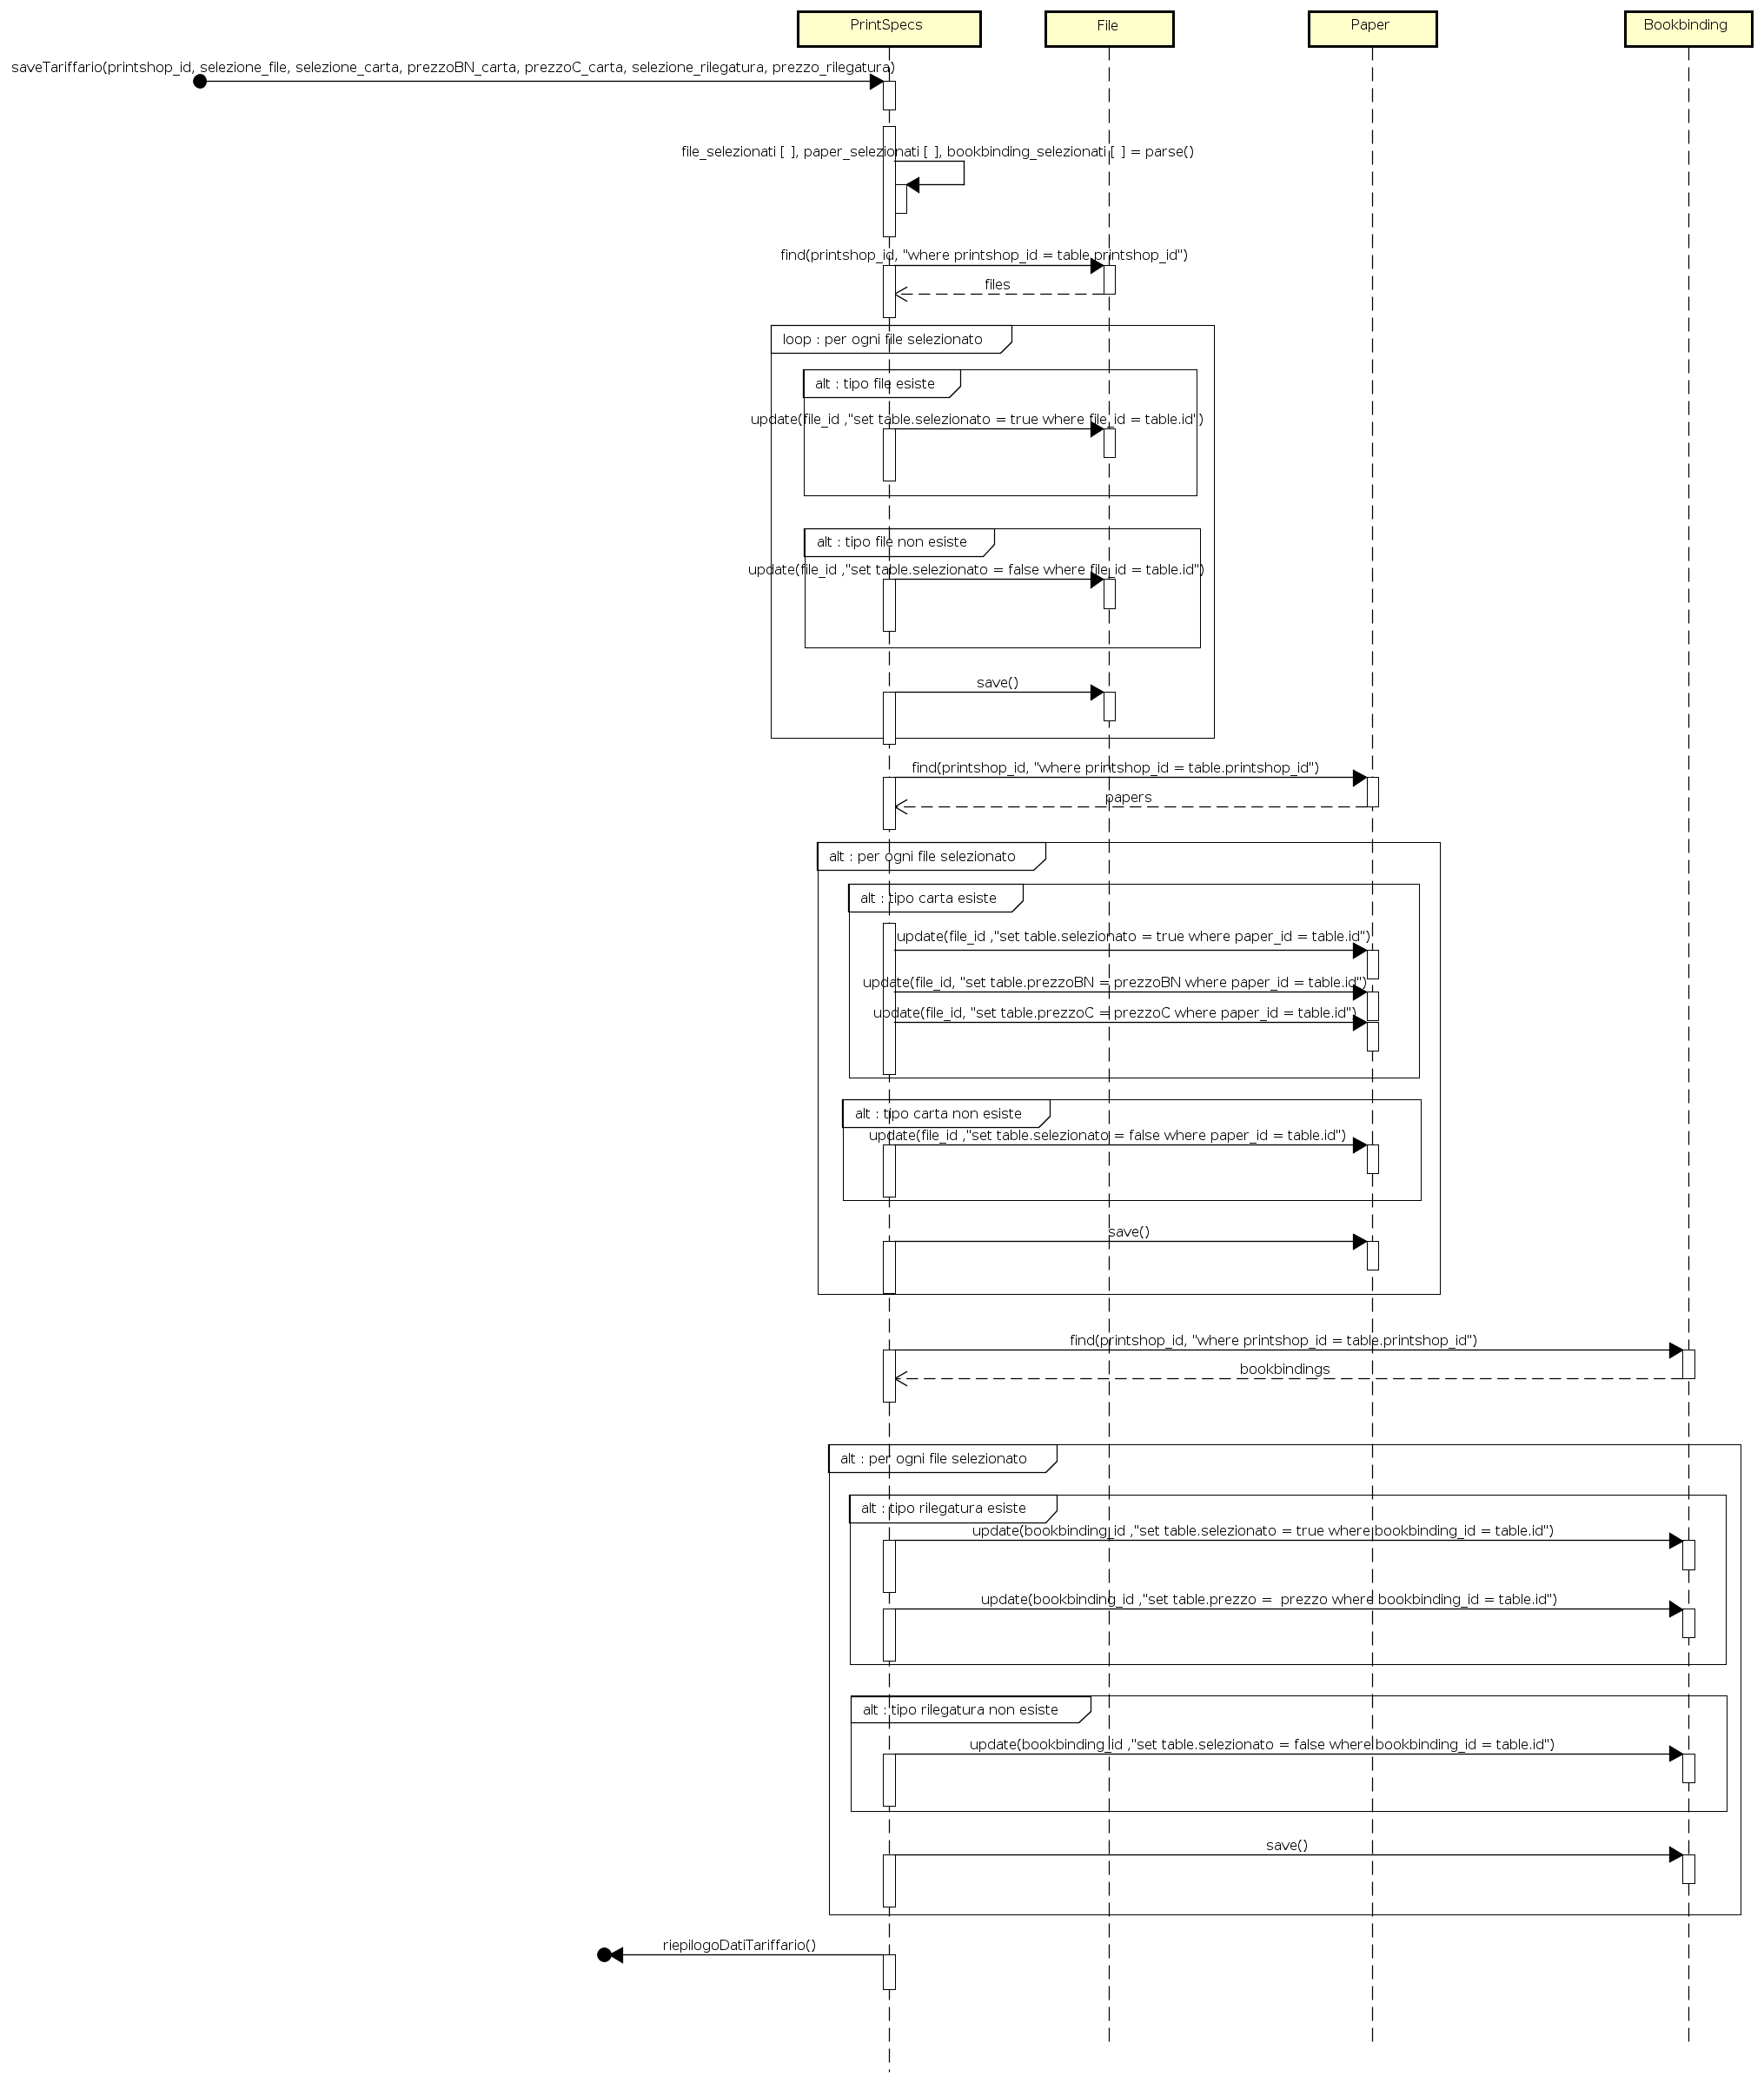 PrintSpecs
File
Paper
Bookbinding
saveTariffario(printshop_id, selezione_file, selezione_carta, prezzoBN_carta, prezzoC_carta, selezione_rilegatura, prezzo_rilegatura)
file_selezionati [ ], paper_selezionati [ ], bookbinding_selezionati [ ] = parse()
find(printshop_id, "where printshop_id = table.printshop_id")
files
loop : per ogni file selezionato
alt : tipo file esiste
update(file_id ,"set table.selezionato = true where file_id = table.id")
alt : tipo file non esiste
update(file_id ,"set table.selezionato = false where file_id = table.id")
save()
find(printshop_id, "where printshop_id = table.printshop_id")
papers
alt : per ogni file selezionato
alt : tipo carta esiste
update(file_id ,"set table.selezionato = true where paper_id = table.id")
update(file_id, "set table.prezzoBN = prezzoBN where paper_id = table.id")
update(file_id, "set table.prezzoC = prezzoC where paper_id = table.id")
alt : tipo carta non esiste
update(file_id ,"set table.selezionato = false where paper_id = table.id")
save()
find(printshop_id, "where printshop_id = table.printshop_id")
bookbindings
alt : per ogni file selezionato
alt : tipo rilegatura esiste
update(bookbinding_id ,"set table.selezionato = true where bookbinding_id = table.id")
update(bookbinding_id ,"set table.prezzo =  prezzo where bookbinding_id = table.id")
alt : tipo rilegatura non esiste
update(bookbinding_id ,"set table.selezionato = false where bookbinding_id = table.id")
save()
riepilogoDatiTariffario()